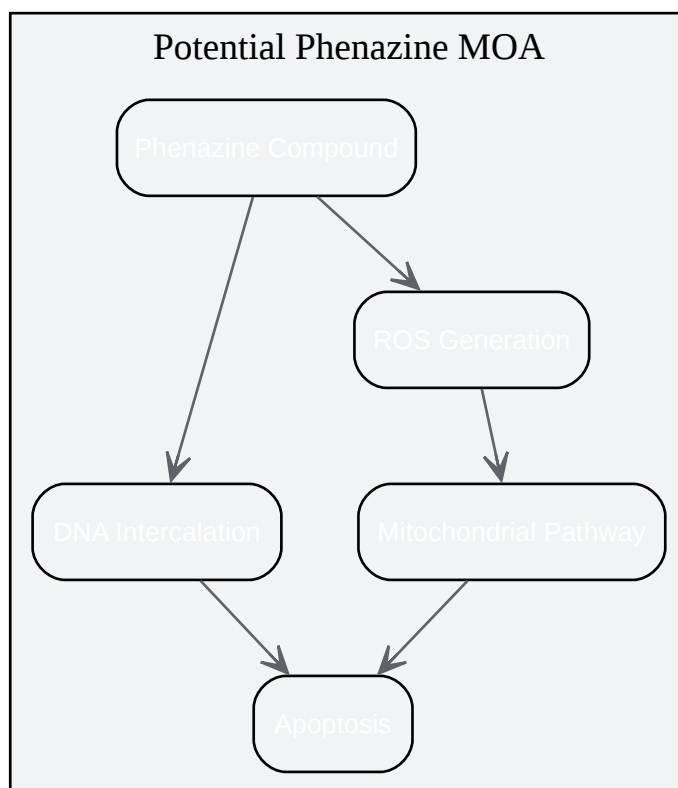 Potential Phenazine MOA
Phenazine Compound
ROS Generation
DNA Intercalation
Mitochondrial Pathway
Apoptosis